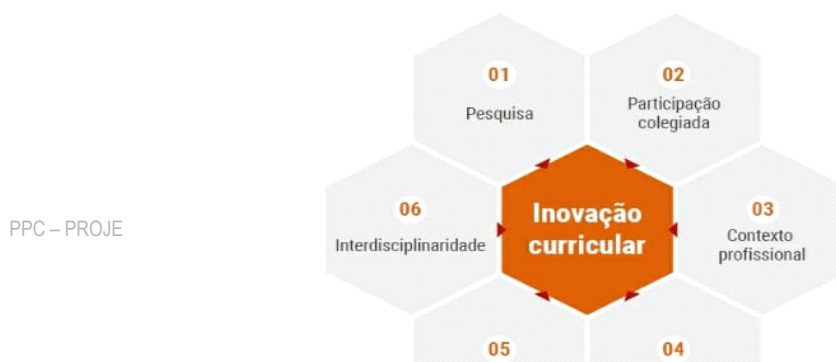 01
Pesquisa
02
Participação
colegiada
06
Interdisciplinaridade
Inovação
curricular
03
Contexto
profissional
PPC – PROJE
05
04